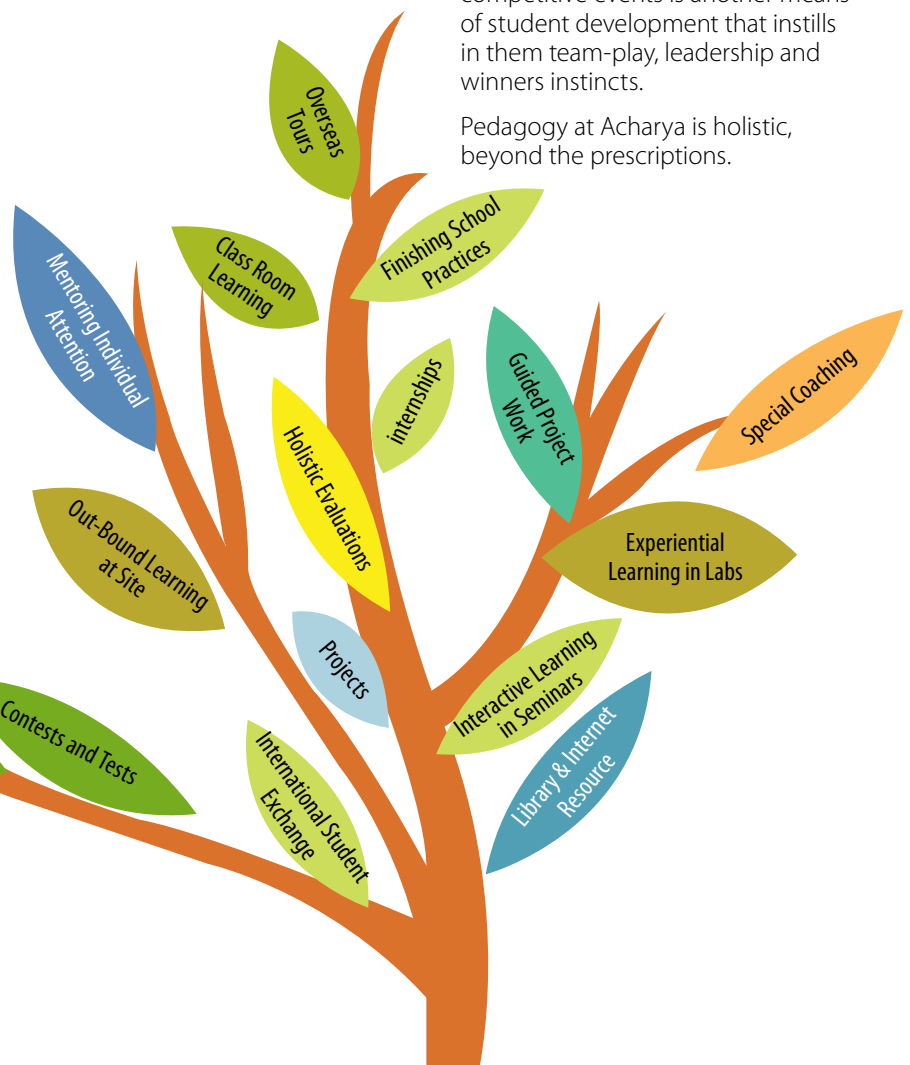 of student development that instills
in them team-play, leadership and
winners instincts.
Pedagogy at Acharya is holistic,
beyond the prescriptions.
Overseas
Tours
Finishing School
Practices
Class Room
Learning
Mentoring Individual
Attention
internships
Guided Project
Work
Special Coaching
Holistic Evaluations
Out-Bound Learning
at Site
Experiential
Learning in Labs
Projects
Interactive Learning
in Seminars
Library & Internet
Resource
Contests and Tests
International Student
Exchange